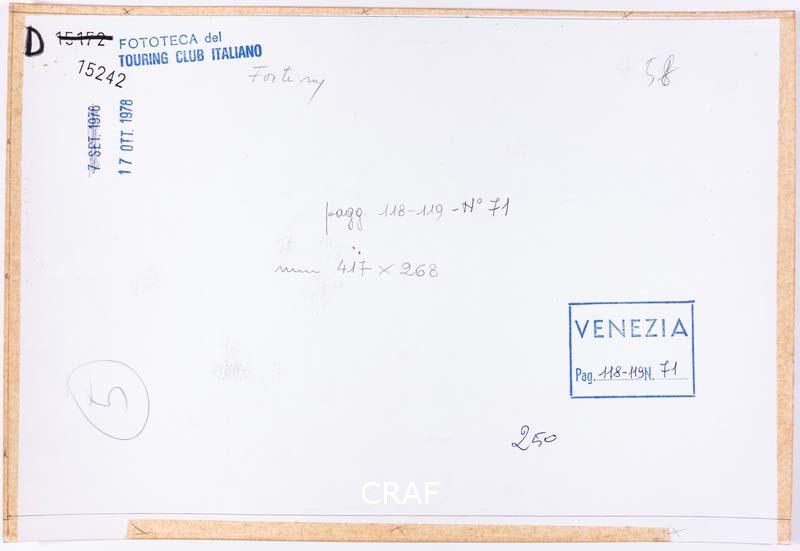 D 15172 FOTOTECA del
TOURING CLUB ITALIANO
15242
7 SET. 1978
17 OTT. 1978
58
pagg. 118-119 - N° 71
mm 417 × 268
VENEZIA
Pag. 118-119 N. 71
5
250
CRAF